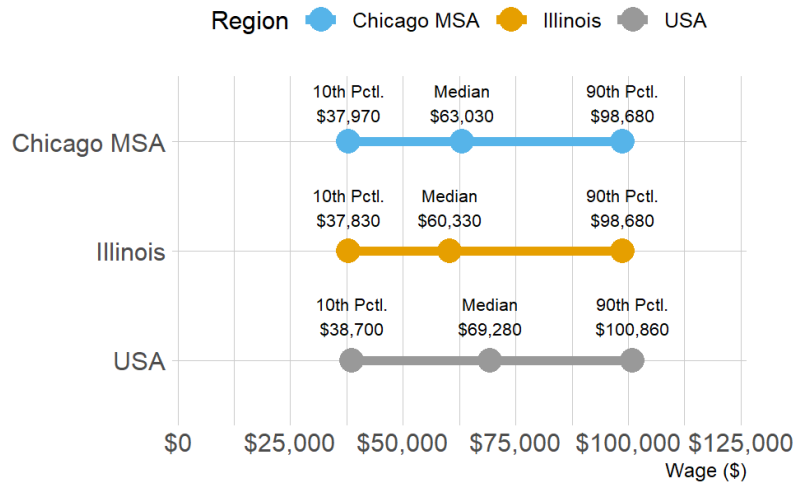 Region Chicago MSA Illinois USA
10th Pctl. Median 90th Pctl.
$37,970 $63,030 $98,680
Chicago MSA
10th Pctl. Median 90th Pctl.
$37,830 $60,330 $98,680
Illinois
10th Pctl. Median 90th Pctl.
$38,700 $69,280 $100,860
USA
$0 $25,000 $50,000 $75,000 $100,000 $125,000
Wage ($)